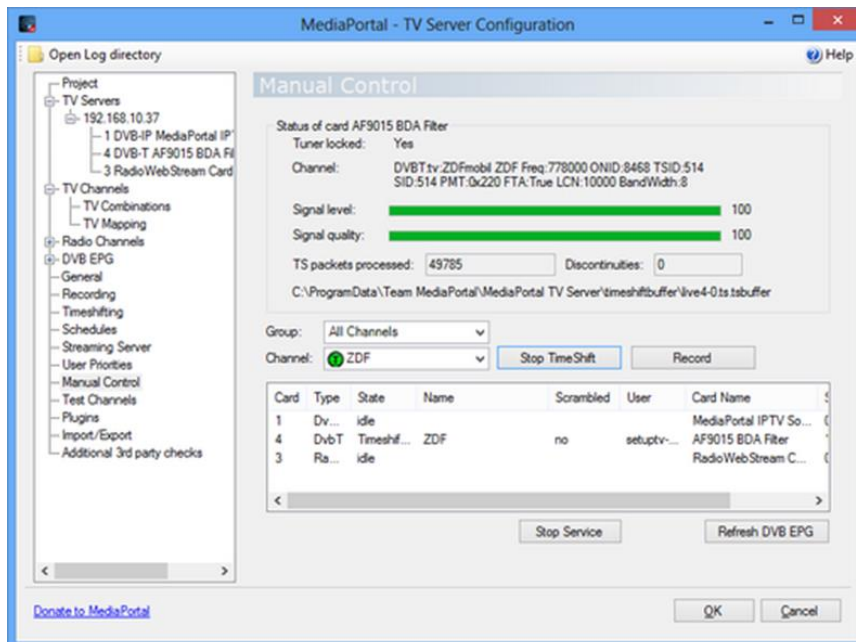 MediaPortal - TV Server Configuration
Open Log directory
Help
Project
TV Servers
192.168.10.37
1 DVB-IP MediaPortal IP
4 DVB-T AF9015 BDA Fil
3 RadioWebStream Card
TV Channels
TV Combinations
TV Mapping
Radio Channels
DVB EPG
General
Recording
Timeshifting
Schedules
Streaming Server
User Priorities
Manual Control
Test Channels
Plugins
Import/Export
Additional 3rd party checks
Manual Control
Status of card AF9015 BDA Filter
Tuner locked: Yes
Channel: DVBT:tv:ZDFmobil ZDF Freq:778000 ONID:8468 TSID:514
SID:514 PMT:0x220 FTA:True LCN:10000 BandWidth:8
Signal level: 100
Signal quality: 100
TS packets processed: 49785 Discontinuities: 0
C:\ProgramData\Team MediaPortal\MediaPortal TV Server\timeshiftbuffer\live4-0.ts.tsbuffer
Group: All Channels
Channel: ZDF Stop TimeShift Record
Card Type State Name Scrambled User Card Name
1 Dv... idle MediaPortal IPTV So...
4 DvbT Timeshif... ZDF no setuptv-... AF9015 BDA Filter
3 Ra... idle RadioWebStream C...
Stop Service Refresh DVB EPG
Donate to MediaPortal
OK Cancel